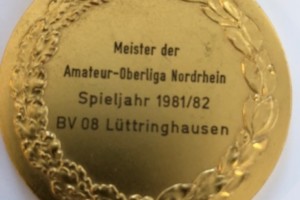 Meister der
Amateur-Oberliga Nordrhein
Spieljahr 1981/82
BV 08 Lüttringhausen